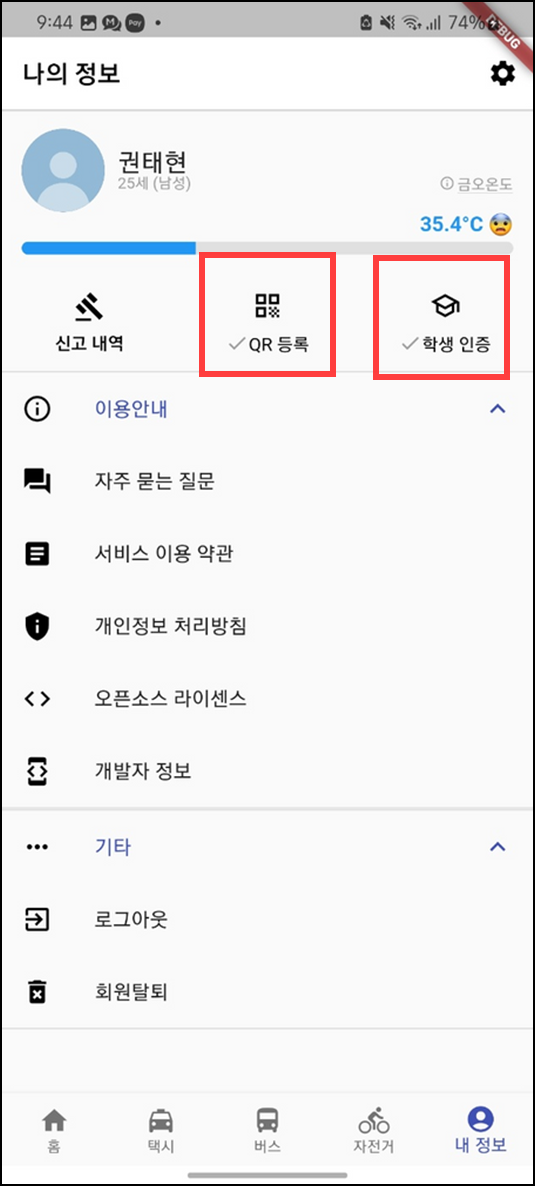 9:44
M
Pay
74%
DEBUG
나의 정보
권태현
25세 (남성)
금오온도
35.4°C
신고 내역
QR 등록
학생 인증
이용안내
자주 묻는 질문
서비스 이용 약관
개인정보 처리방침
오픈소스 라이센스
개발자 정보
기타
로그아웃
회원탈퇴
홈
택시
버스
자전거
내 정보